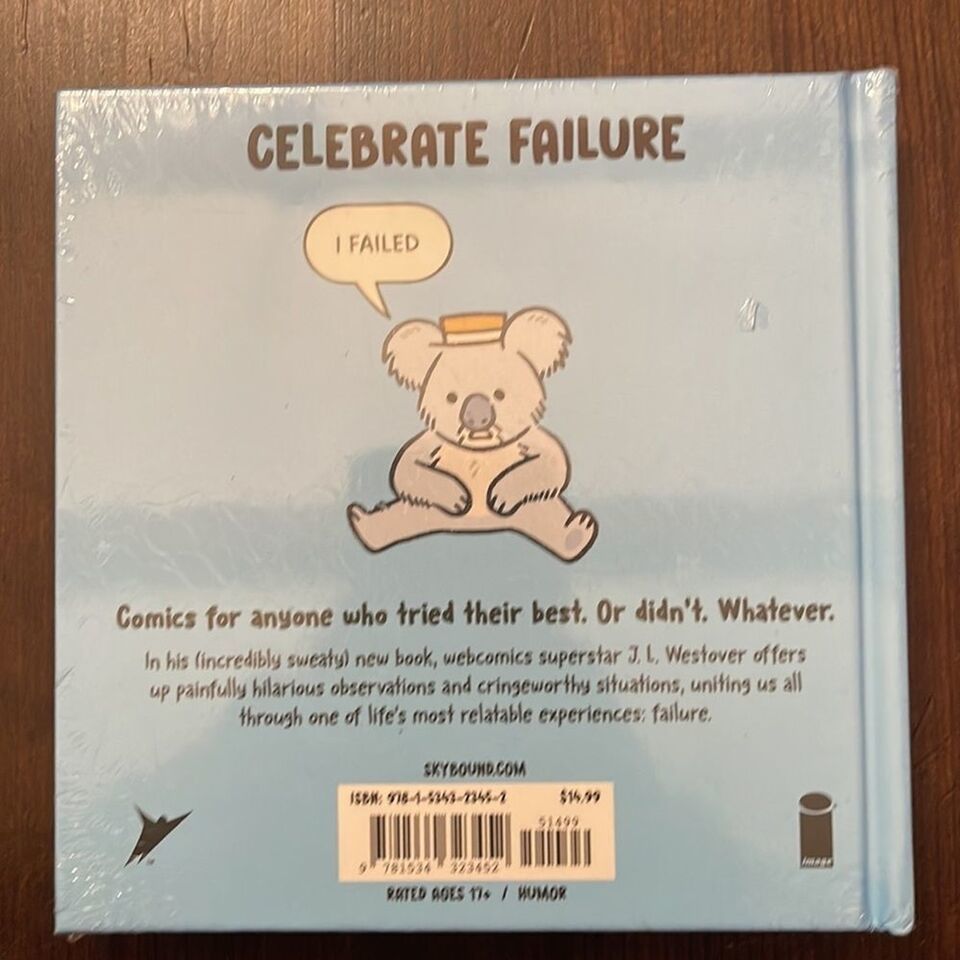 CELEBRATE FAILURE
I FAILED
Comics for anyone who tried their best. Or didn't. Whatever.
In his (incredibly sweaty) new book, webcomics superstar J. L. Westover offers
up painfully hilarious observations and cringeworthy situations, uniting us all
through one of life's most relatable experiences: failure.
SKYBOUND.COM
ISBN: 978-1-5343-2345-2 $14.99
51499
9 781534 323452
RATED AGES 17+ / HUMOR
image